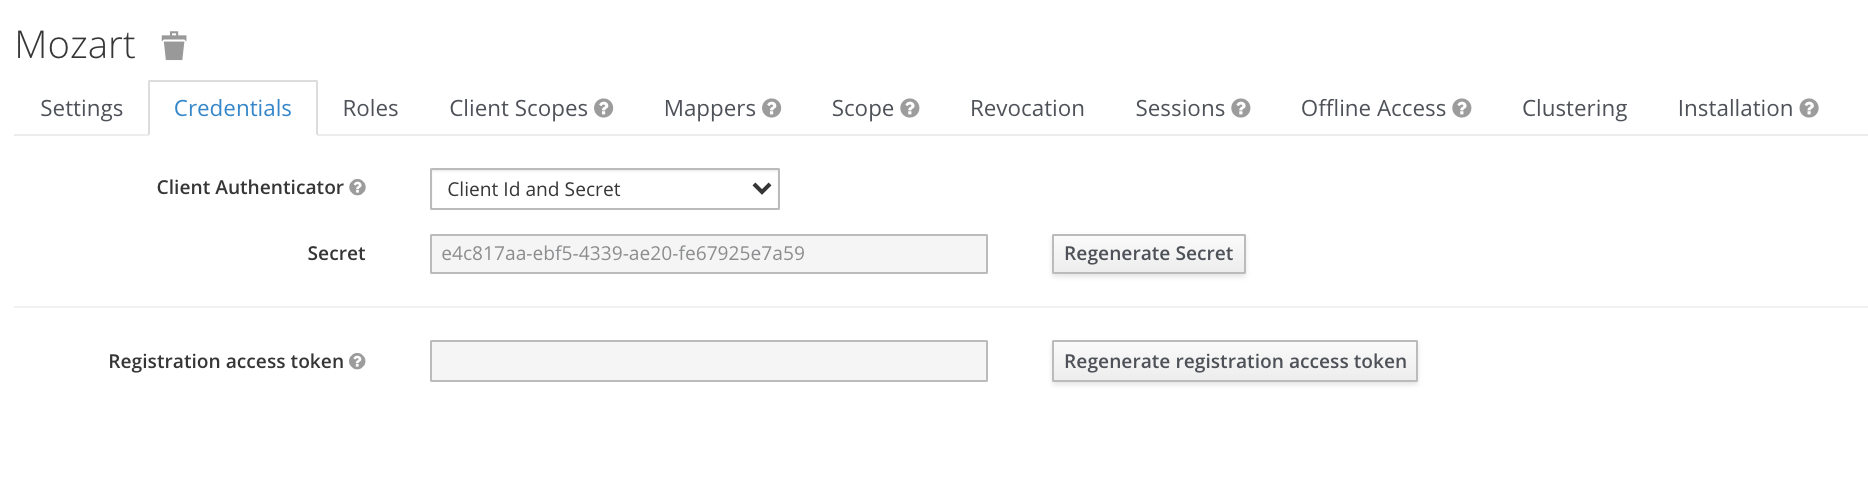 Mozart
Settings Credentials Roles Client Scopes Mappers Scope Revocation Sessions Offline Access Clustering Installation
Client Authenticator Client Id and Secret
Secret e4c817aa-ebf5-4339-ae20-fe67925e7a59 Regenerate Secret
Registration access token Regenerate registration access token